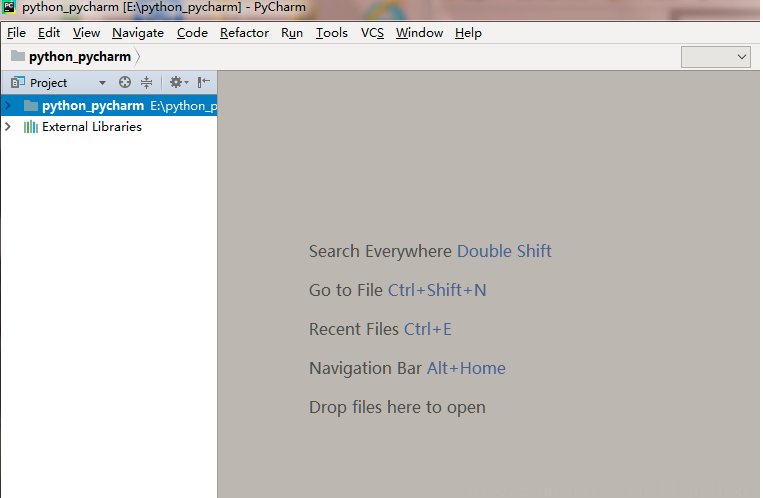 PC python_pycharm [E:\python_pycharm] - PyCharm
File Edit View Navigate Code Refactor Run Tools VCS Window Help
python_pycharm
Project
python_pycharm E:\python_p
External Libraries
Search Everywhere Double Shift
Go to File Ctrl+Shift+N
Recent Files Ctrl+E
Navigation Bar Alt+Home
Drop files here to open